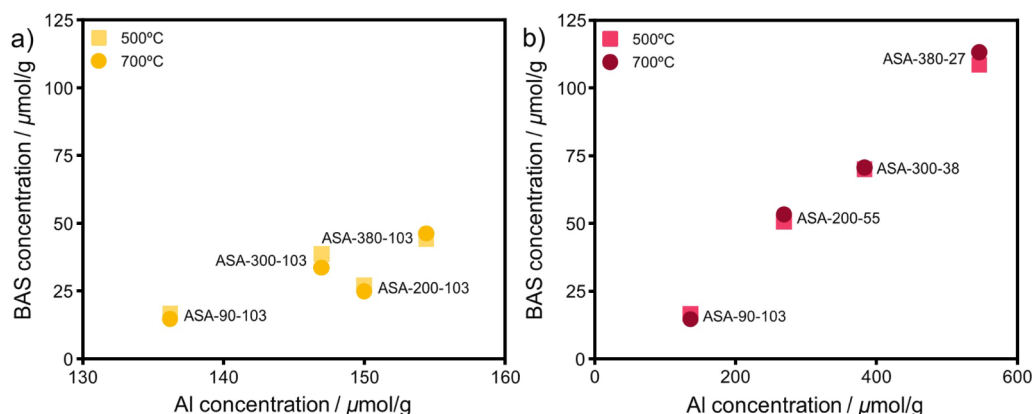 a)
500ºC
700ºC
125
100
75
50
25
0
BAS concentration / µmol/g
ASA-380-103
ASA-300-103
ASA-200-103
ASA-90-103
130
140
150
160
Al concentration / µmol/g
b)
500ºC
700ºC
125
100
75
50
25
0
BAS concentration / µmol/g
ASA-380-27
ASA-300-38
ASA-200-55
ASA-90-103
0
200
400
600
Al concentration / µmol/g